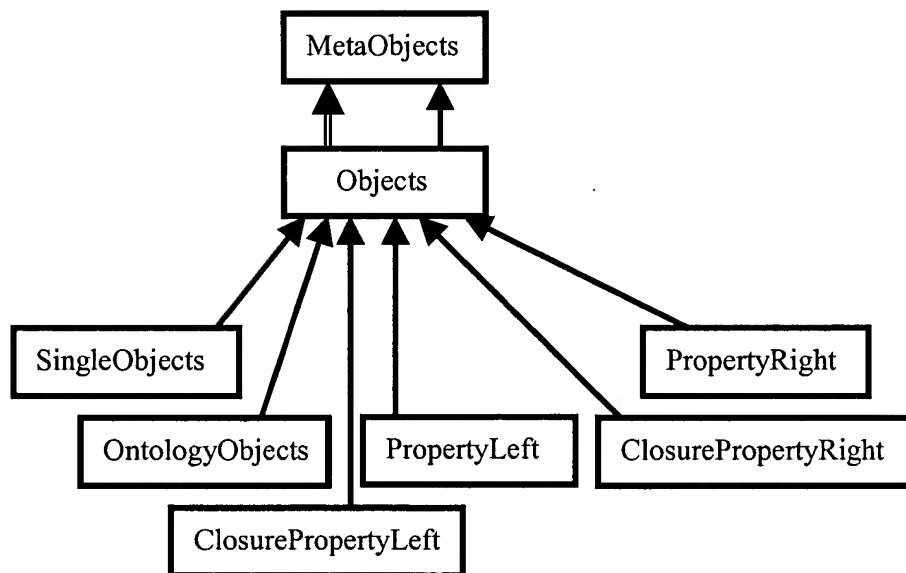 MetaObjects
Objects
SingleObjects
PropertyRight
OntologyObjects
PropertyLeft
ClosurePropertyRight
ClosurePropertyLeft